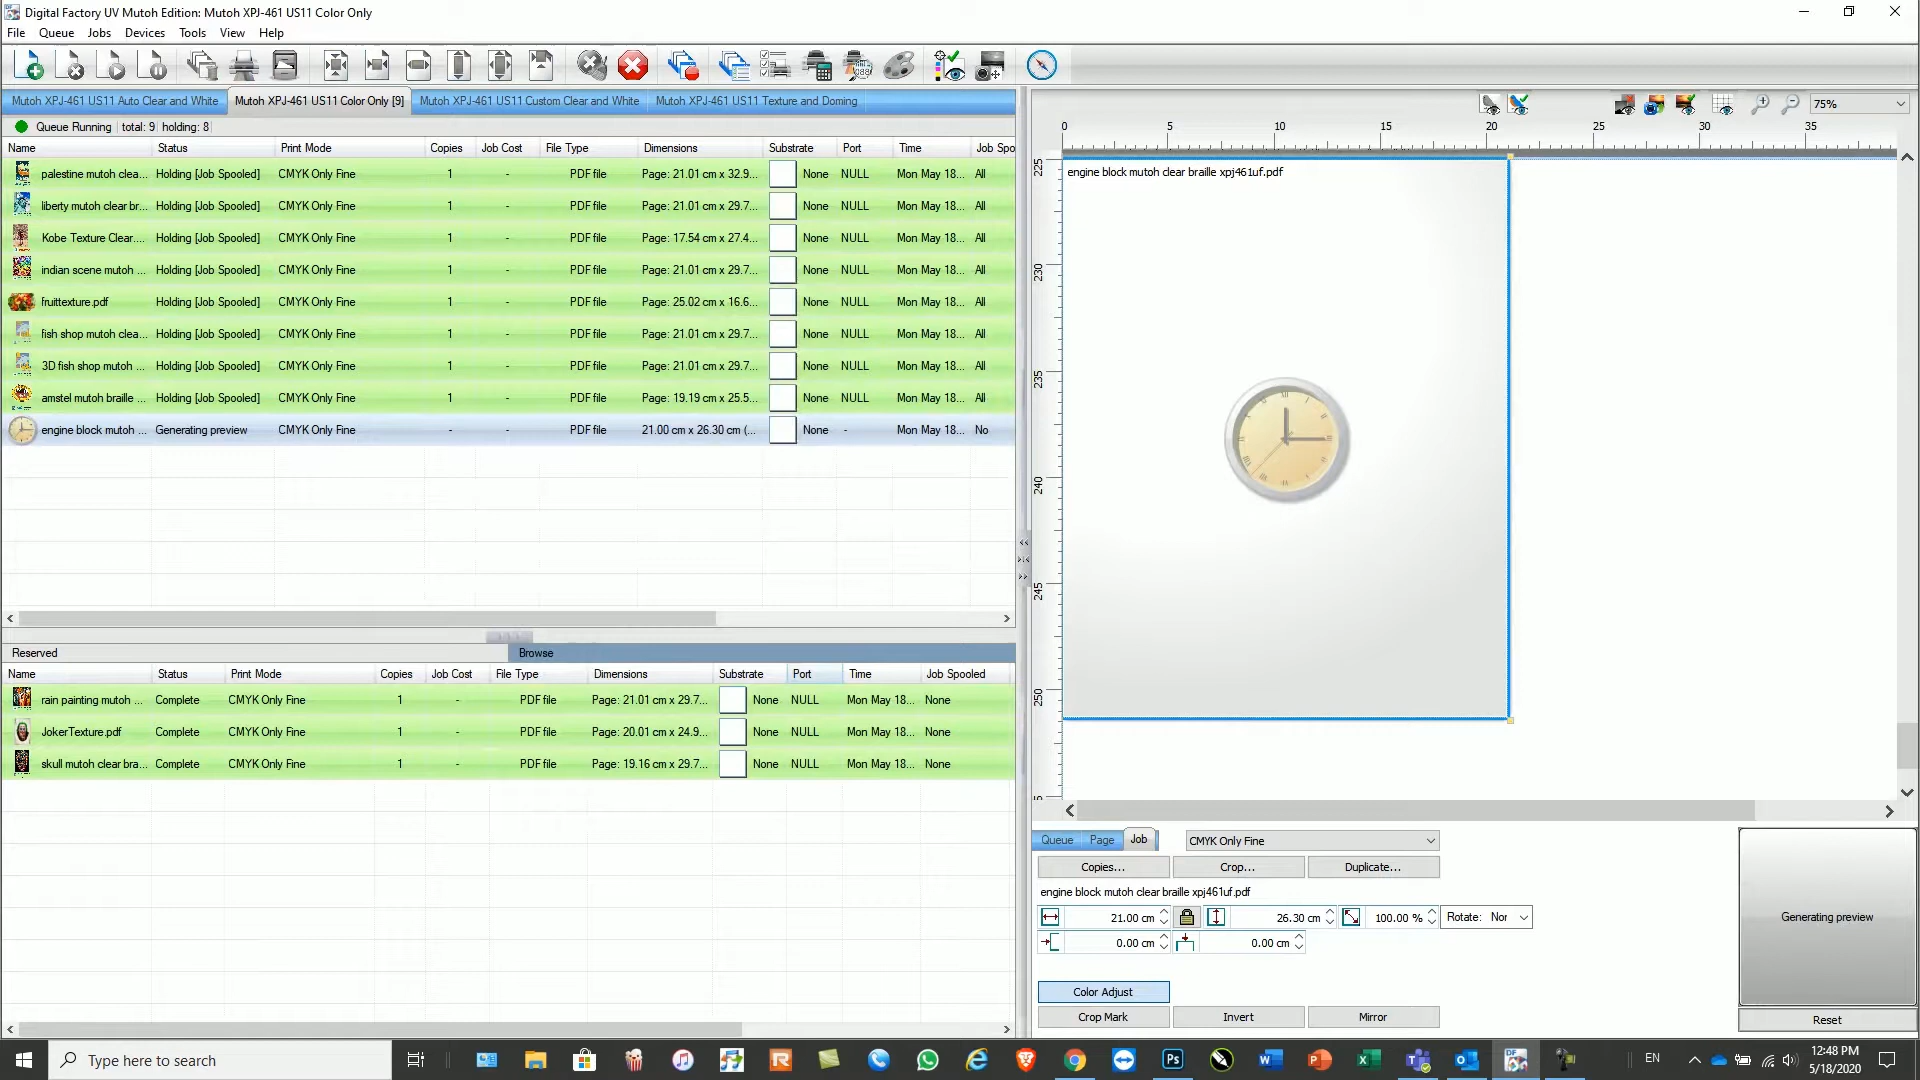 Digital Factory UV Mutoh Edition: Mutoh XPJ-461 US11 Color Only
File Queue Jobs Devices Tools View Help
Mutoh XPJ-461 US11 Auto Clear and White Mutoh XPJ-461 US11 Color Only [9] Mutoh XPJ-461 US11 Custom Clear and White Mutoh XPJ-461 US11 Texture and Doming
Queue Running total: 9 holding: 8
Name Status Print Mode Copies Job Cost File Type Dimensions Substrate Port Time Job Spo
palestine mutoh clea... Holding [Job Spooled] CMYK Only Fine 1 - PDF file Page: 21.01 cm x 32.9... None NULL Mon May 18... All
liberty mutoh clear br... Holding [Job Spooled] CMYK Only Fine 1 - PDF file Page: 21.01 cm x 29.7... None NULL Mon May 18... All
Kobe Texture Clear.... Holding [Job Spooled] CMYK Only Fine 1 - PDF file Page: 17.54 cm x 27.4... None NULL Mon May 18... All
indian scene mutoh ... Holding [Job Spooled] CMYK Only Fine 1 - PDF file Page: 21.01 cm x 29.7... None NULL Mon May 18... All
fruittexture.pdf Holding [Job Spooled] CMYK Only Fine 1 - PDF file Page: 25.02 cm x 16.6... None NULL Mon May 18... All
fish shop mutoh clea... Holding [Job Spooled] CMYK Only Fine 1 - PDF file Page: 21.01 cm x 29.7... None NULL Mon May 18... All
3D fish shop mutoh ... Holding [Job Spooled] CMYK Only Fine 1 - PDF file Page: 21.01 cm x 29.7... None NULL Mon May 18... All
amstel mutoh braille ... Holding [Job Spooled] CMYK Only Fine 1 - PDF file Page: 19.19 cm x 25.5... None NULL Mon May 18... All
engine block mutoh ... Generating preview CMYK Only Fine - - PDF file 21.00 cm x 26.30 cm (... None - Mon May 18... No
Reserved Browse
Name Status Print Mode Copies Job Cost File Type Dimensions Substrate Port Time Job Spooled
rain painting mutoh ... Complete CMYK Only Fine 1 - PDF file Page: 21.01 cm x 29.7... None NULL Mon May 18... None
JokerTexture.pdf Complete CMYK Only Fine 1 - PDF file Page: 20.01 cm x 24.9... None NULL Mon May 18... None
skull mutoh clear bra... Complete CMYK Only Fine 1 - PDF file Page: 19.16 cm x 29.7... None NULL Mon May 18... None
75%
0 5 10 15 20 25 30 35
225
230
235
240
245
250
engine block mutoh clear braille xpj461uf.pdf
Queue Page Job CMYK Only Fine
Copies... Crop... Duplicate...
engine block mutoh clear braille xpj461uf.pdf
21.00 cm 26.30 cm 100.00 % Rotate: Nor
0.00 cm 0.00 cm
Color Adjust
Crop Mark Invert Mirror
Generating preview
Reset
Type here to search
EN
12:48 PM
5/18/2020